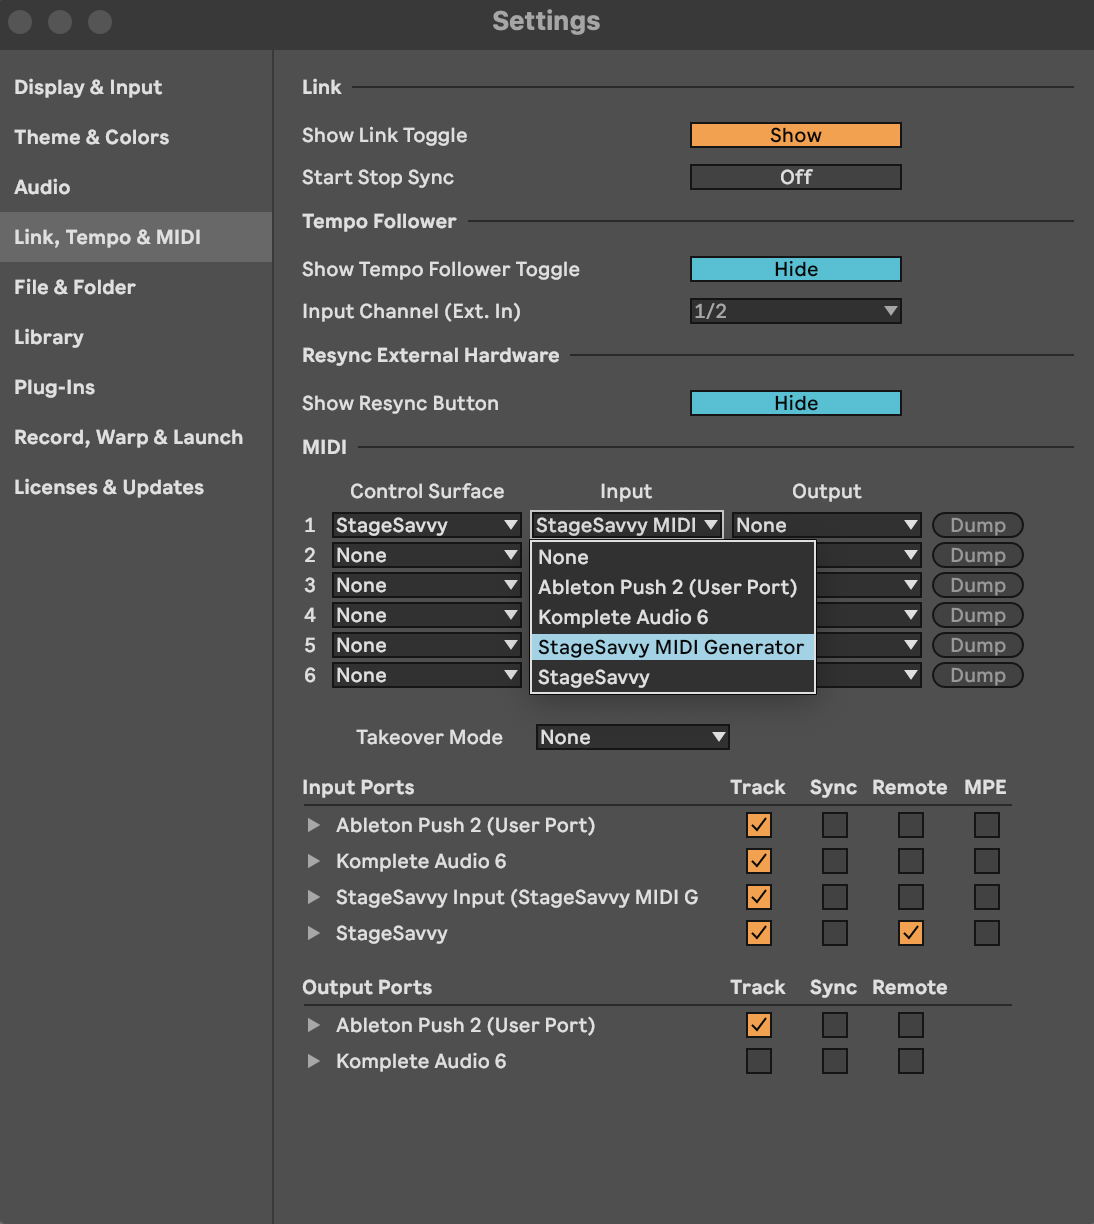 Settings
Display & Input
Theme & Colors
Audio
Link, Tempo & MIDI
File & Folder
Library
Plug-Ins
Record, Warp & Launch
Licenses & Updates
Link
Show Link Toggle Show
Start Stop Sync Off
Tempo Follower
Show Tempo Follower Toggle Hide
Input Channel (Ext. In) 1/2
Resync External Hardware
Show Resync Button Hide
MIDI
Control Surface Input Output
1 StageSavvy StageSavvy MIDI None Dump
2 None Dump
3 None Dump
4 None Dump
5 None Dump
6 None Dump
None
Ableton Push 2 (User Port)
Komplete Audio 6
StageSavvy MIDI Generator
StageSavvy
Takeover Mode None
Input Ports Track Sync Remote MPE
Ableton Push 2 (User Port)
Komplete Audio 6
StageSavvy Input (StageSavvy MIDI G
StageSavvy
Output Ports Track Sync Remote
Ableton Push 2 (User Port)
Komplete Audio 6